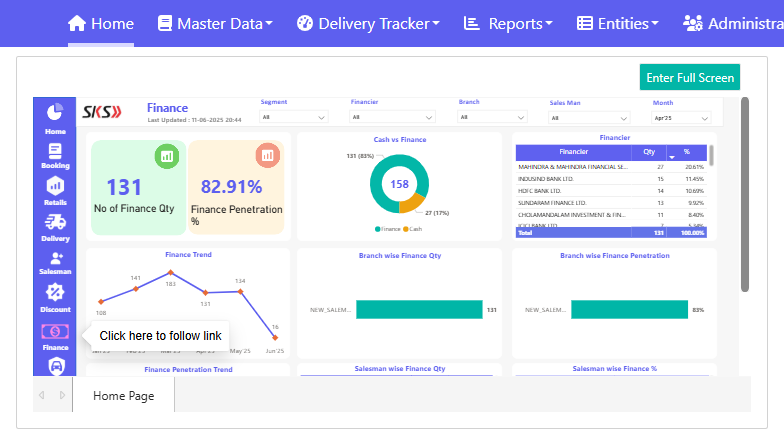 Home
Master Data
Delivery Tracker
Reports
Entities
Administra
Enter Full Screen
SKS
Finance
Last Updated : 11-06-2025 20:44
Segment
All
Financier
All
Branch
All
Sales Man
All
Month
Apr'25
Home
Booking
Retails
Delivery
Salesman
Discount
Finance
131
No of Finance Qty
82.91%
Finance Penetration
%
Cash vs Finance
131 (83%)
158
27 (17%)
Finance
Cash
Financier
Financier Qty %
MAHINDRA & MAHINDRA FINANCIAL SE... 27 20.61%
INDUSIND BANK LTD. 15 11.45%
HDFC BANK LTD. 14 10.69%
SUNDARAM FINANCE LTD. 13 9.92%
CHOLAMANDALAM INVESTMENT & FIN... 11 8.40%
ICICI BANK LTD. 7 5.34%
Total 131 100.00%
Finance Trend
108
141
183
131
134
16
May'25
Jun'25
Branch wise Finance Qty
NEW_SALEM...
131
Branch wise Finance Penetration
NEW_SALEM...
83%
Click here to follow link
Finance Penetration Trend
Salesman wise Finance Qty
Salesman wise Finance %
Home Page